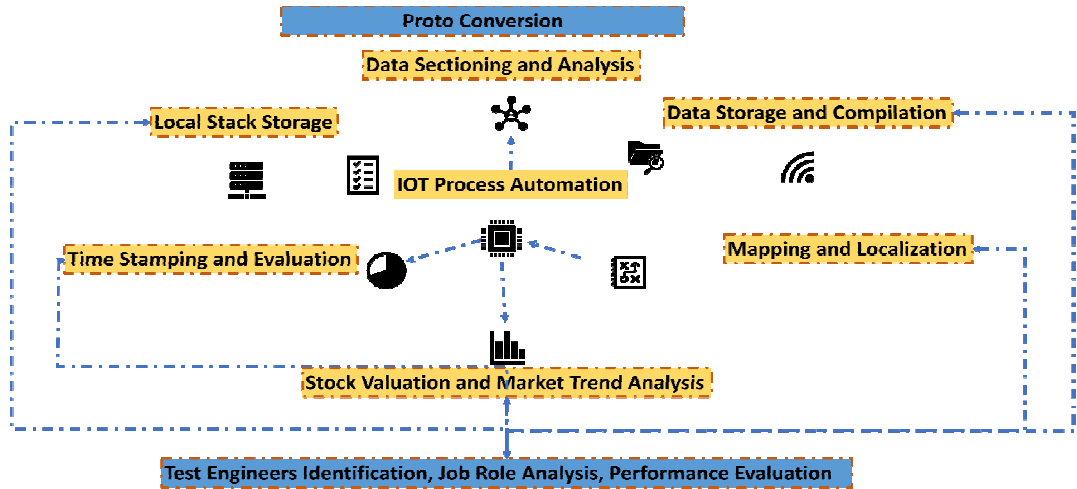 Proto Conversion
Data Sectioning and Analysis
Local Stack Storage
Data Storage and Compilation
IOT Process Automation
Time Stamping and Evaluation
Mapping and Localization
Stock Valuation and Market Trend Analysis
Test Engineers Identification, Job Role Analysis, Performance Evaluation